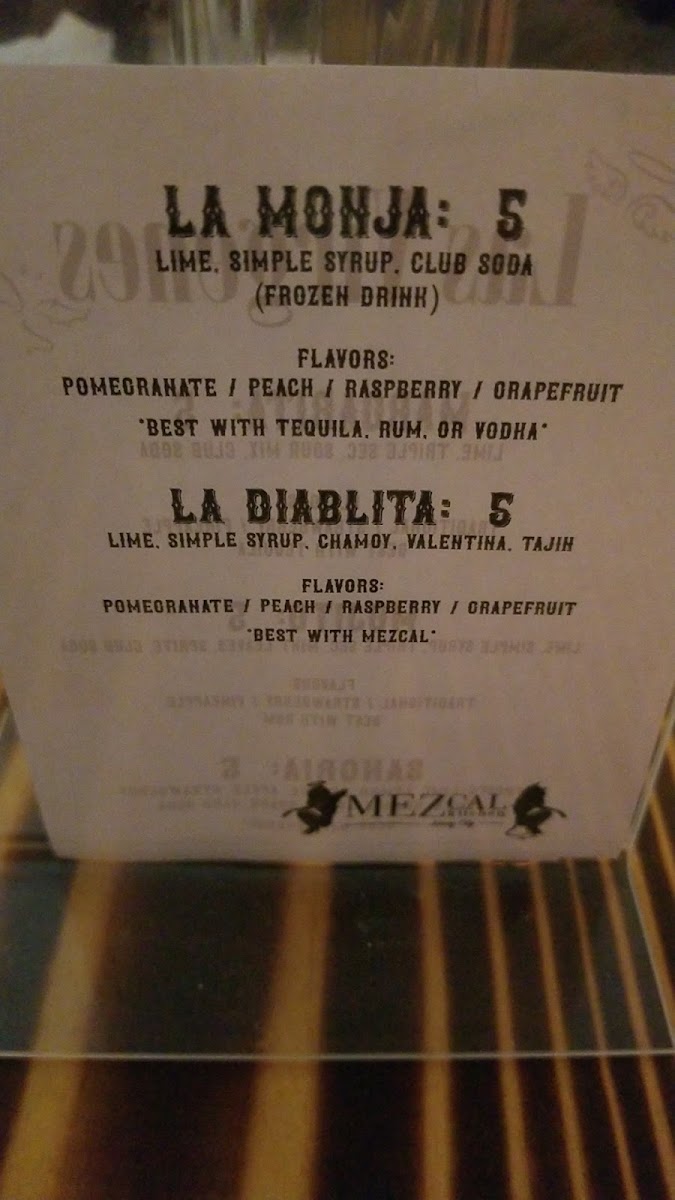 LA MONJA: 5
LIME, SIMPLE SYRUP, CLUB SODA
(FROZEN DRINK)
FLAVORS:
POMEGRANATE / PEACH / RASPBERRY / GRAPEFRUIT
*BEST WITH TEQUILA, RUM, OR VODKA*
LA DIABLITA: 5
LIME, SIMPLE SYRUP, CHAMOY, VALENTINA, TAJIN
FLAVORS:
POMEGRANATE / PEACH / RASPBERRY / GRAPEFRUIT
*BEST WITH MEZCAL*
MEZCAL